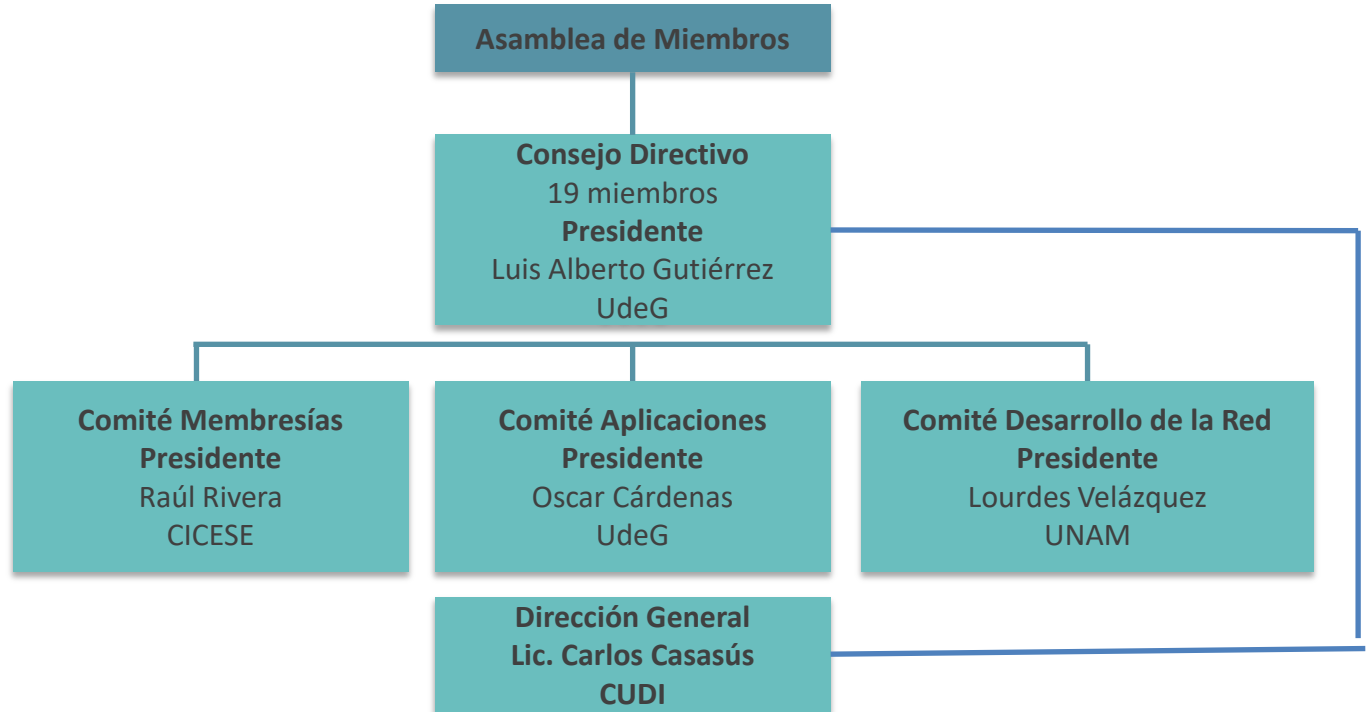 Asamblea de Miembros
Consejo Directivo
19 miembros
Presidente
Luis Alberto Gutiérrez
UdeG
Comité Membresías
Presidente
Raúl Rivera
CICESE
Comité Aplicaciones
Presidente
Oscar Cárdenas
UdeG
Comité Desarrollo de la Red
Presidente
Lourdes Velázquez
UNAM
Dirección General
Lic. Carlos Casasús
CUDI